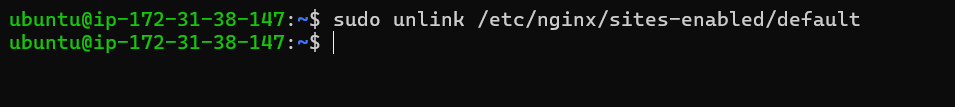 ubuntu@ip-172-31-38-147:~$ sudo unlink /etc/nginx/sites-enabled/default
ubuntu@ip-172-31-38-147:~$